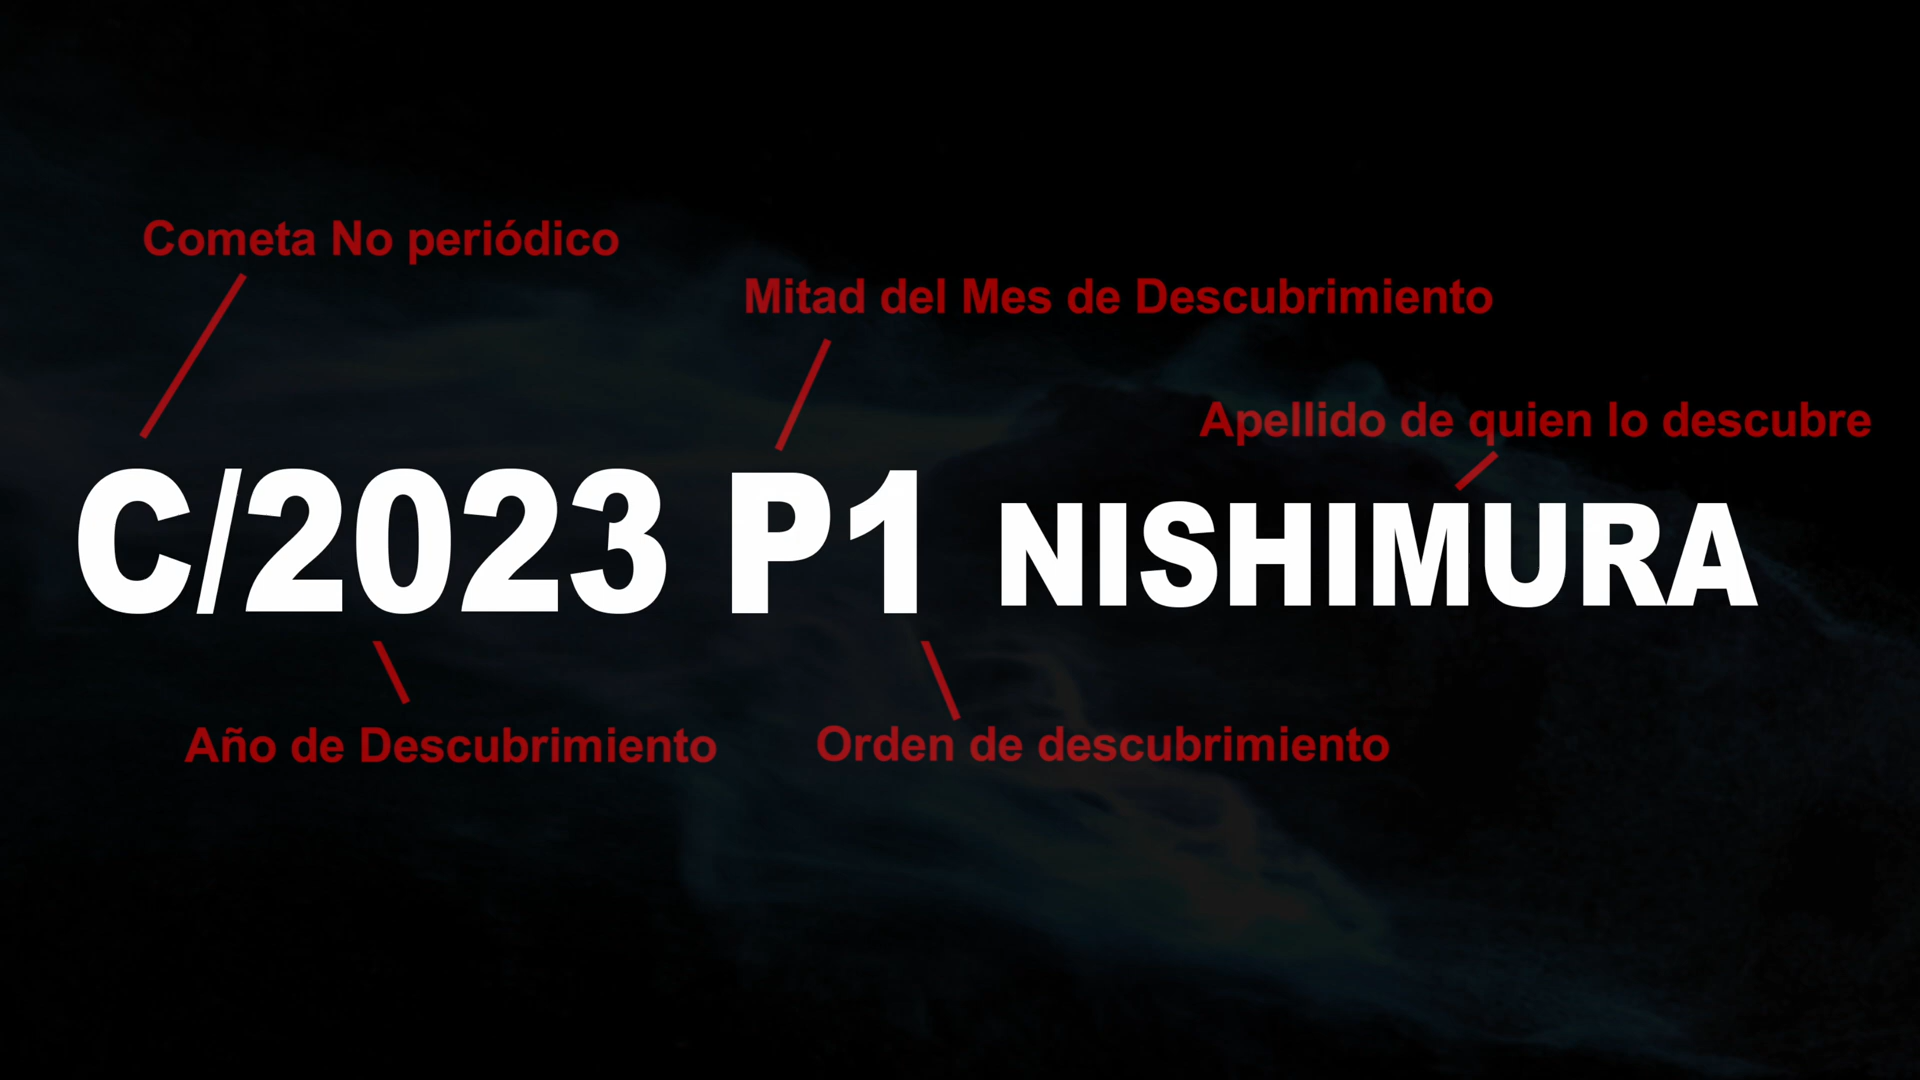 Cometa No periódico
Mitad del Mes de Descubrimiento
Apellido de quien lo descubre
C/2023 P1 NISHIMURA
Año de Descubrimiento
Orden de descubrimiento